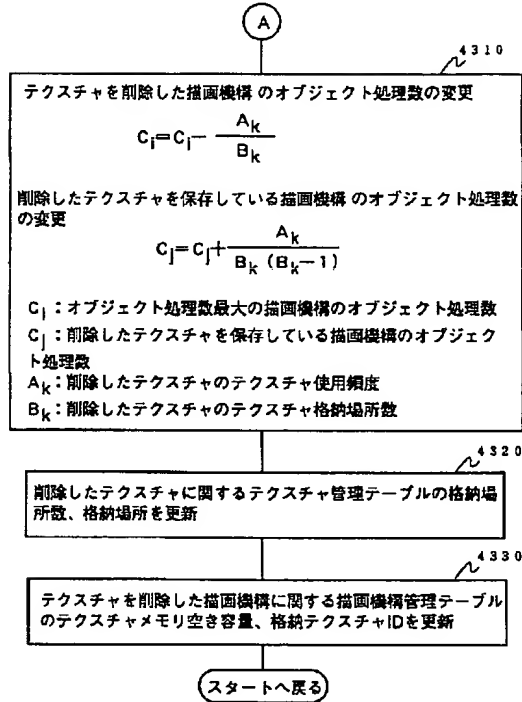 A
4310
テクスチャを削除した描画機構 のオブジェクト処理数の変更
Ci=Ci− Ak/Bk
削除したテクスチャを保存している描画機構 のオブジェクト処理数
の変更
Cj=Cj+ Ak/Bk (Bk−1)
Ci：オブジェクト処理数最大の描画機構のオブジェクト処理数
Cj：削除したテクスチャを保存している描画機構のオブジェク
ト処理数
Ak：削除したテクスチャのテクスチャ使用頻度
Bk：削除したテクスチャのテクスチャ格納場所数
4320
削除したテクスチャに関するテクスチャ管理テーブルの格納場
所数、格納場所を更新
4330
テクスチャを削除した描画機構に関する描画機構管理テーブル
のテクスチャメモリ空き容量、格納テクスチャIDを更新
スタートへ戻る